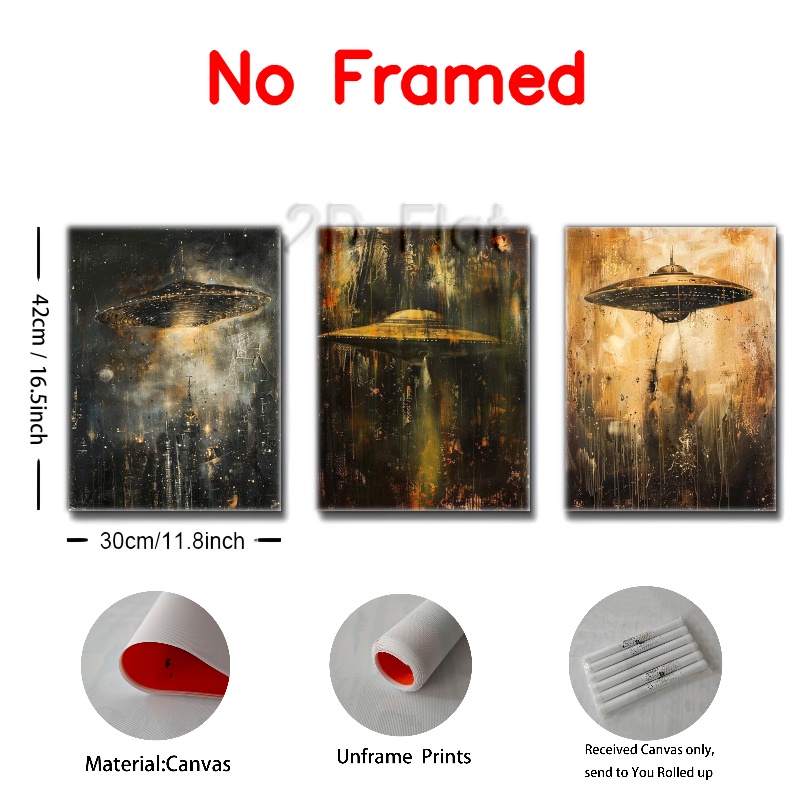 No Framed
2D Flat
42cm / 16.5inch
30cm/11.8inch
Material:Canvas
Unframe Prints
Received Canvas only,
send to You Rolled up